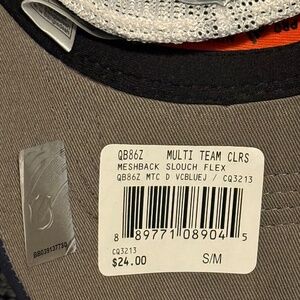 QB86Z MULTI TEAM CLRS
MESHBACK SLOUCH FLEX
QB86Z MTC D VCBLUEJ / CQ3213
8 89771 08904 5
CQ3213
$24.00 S/M